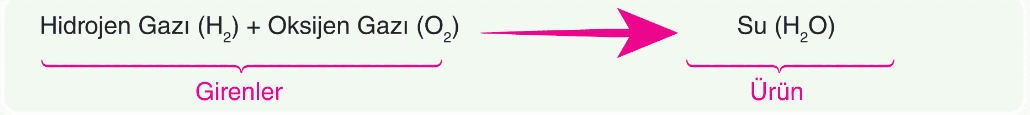 Hidrojen Gazı (H₂) + Oksijen Gazı (O₂) Su (H₂O)
Girenler Ürün